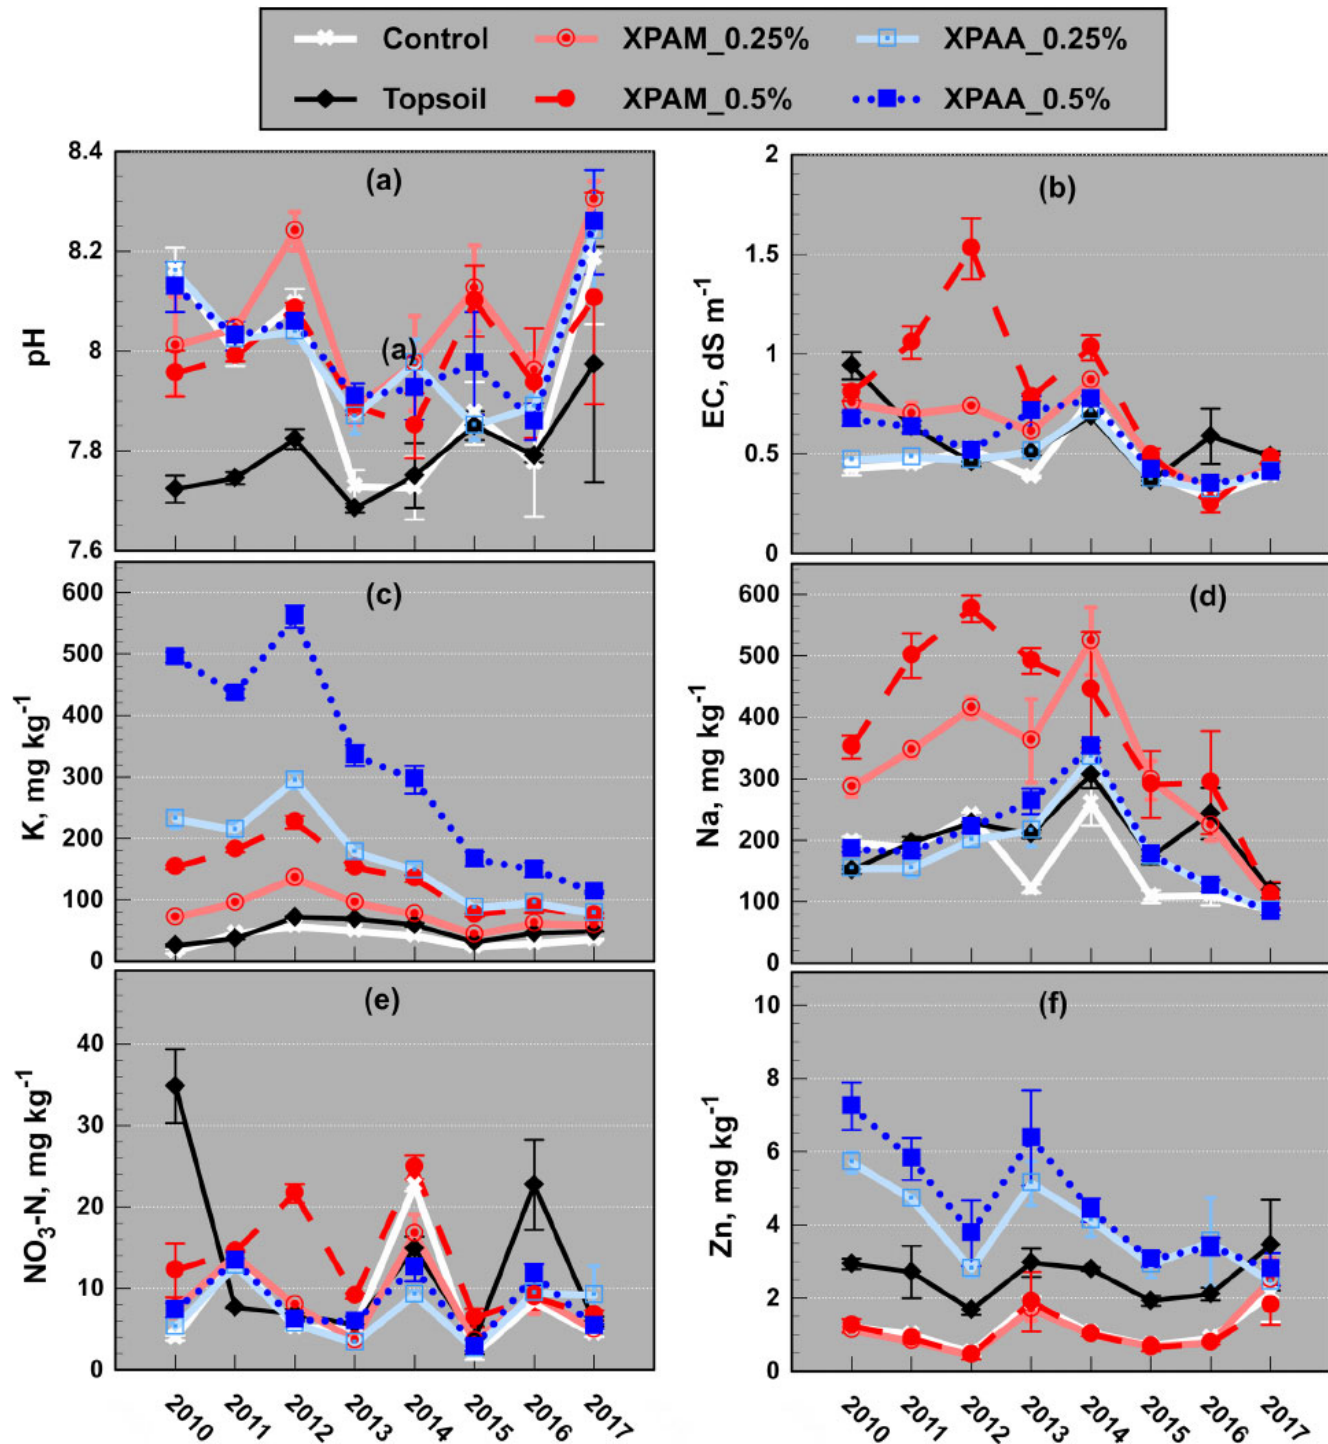 Control XPAM_0.25% XPAA_0.25%
Topsoil XPAM_0.5% XPAA_0.5%
8.4
8.2
8
7.8
7.6
pH
(a)
(a)
2
1.5
1
0.5
0
EC, dS m-1
(b)
600
500
400
300
200
100
0
K, mg kg-1
(c)
600
500
400
300
200
100
0
Na, mg kg-1
(d)
40
30
20
10
0
NO3-N, mg kg-1
(e)
10
8
6
4
2
0
Zn, mg kg-1
(f)
2010 2011 2012 2013 2014 2015 2016 2017
2010 2011 2012 2013 2014 2015 2016 2017